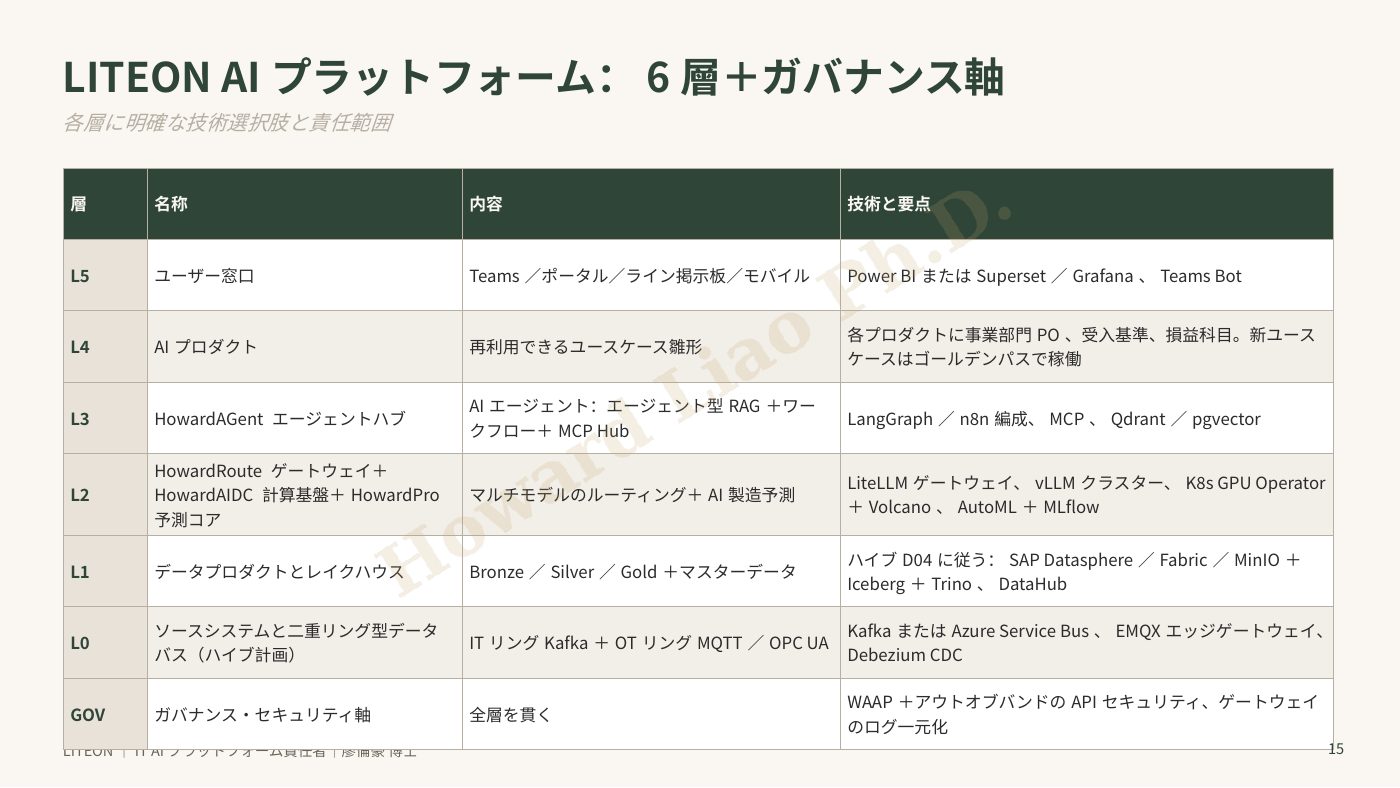 LITEON AI プラットフォーム： 6 層＋ガバナンス軸
各層に明確な技術選択肢と責任範囲
層
名称
内容
技術と要点
L5
ユーザー窓口
Teams ／ポータル／ライン掲示板／モバイル
Power BI または Superset ／ Grafana 、 Teams Bot
L4
AI プロダクト
再利用できるユースケース雛形
各プロダクトに事業部門 PO 、受入基準、損益科目。新ユース
ケースはゴールデンパスで稼働
L3
HowardAGent エージェントハブ
AI エージェント：エージェント型 RAG ＋ワー
クフロー＋ MCP Hub
LangGraph ／ n8n 編成、 MCP 、 Qdrant ／ pgvector
L2
HowardRoute ゲートウェイ＋
HowardAIDC 計算基盤＋ HowardPro
予測コア
マルチモデルのルーティング＋ AI 製造予測
LiteLLM ゲートウェイ、 vLLM クラスター、 K8s GPU Operator
＋ Volcano 、 AutoML ＋ MLflow
L1
データプロダクトとレイクハウス
Bronze ／ Silver ／ Gold ＋マスターデータ
ハイブ D04 に従う： SAP Datasphere ／ Fabric ／ MinIO ＋
Iceberg ＋ Trino 、 DataHub
L0
ソースシステムと二重リング型データ
バス（ハイブ計画）
IT リング Kafka ＋ OT リング MQTT ／ OPC UA
Kafka または Azure Service Bus 、 EMQX エッジゲートウェイ、
Debezium CDC
GOV
ガバナンス・セキュリティ軸
全層を貫く
WAAP ＋アウトオブバンドの API セキュリティ、ゲートウェイ
のログ一元化
LITEON ｜ IT AI プラットフォーム責任者｜廖倫豪 博士
15
Howard Liao Ph.D.